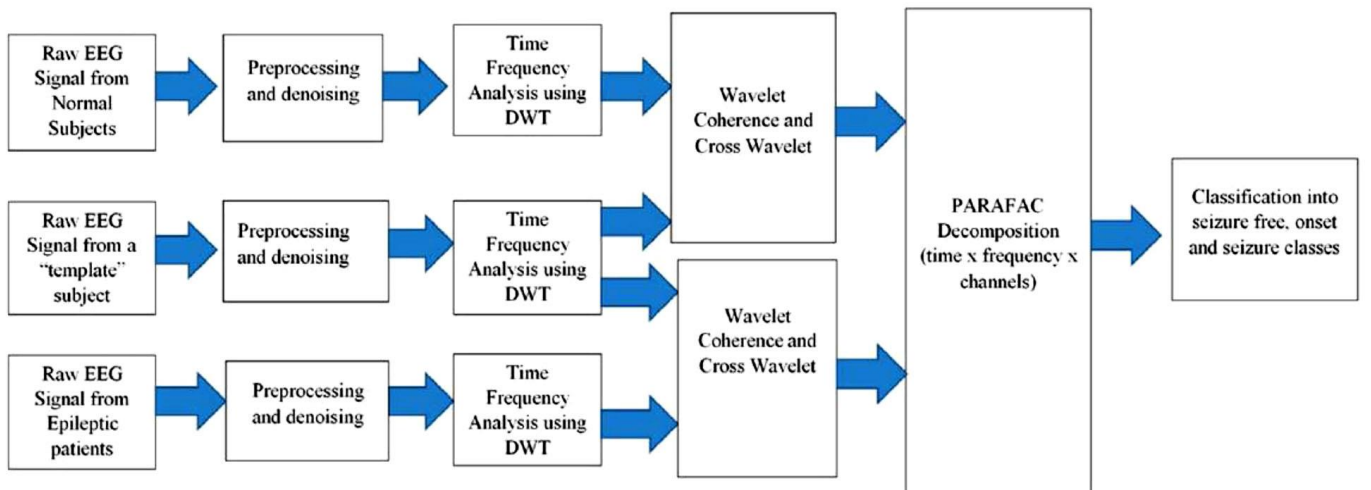 Raw EEG
Signal from
Normal
Subjects
Preprocessing
and denoising
Time
Frequency
Analysis using
DWT
Wavelet
Coherence and
Cross Wavelet
Raw EEG
Signal from a
“template”
subject
Preprocessing
and denoising
Time
Frequency
Analysis using
DWT
Raw EEG
Signal from
Epileptic
patients
Preprocessing
and denoising
Time
Frequency
Analysis using
DWT
Wavelet
Coherence and
Cross Wavelet
PARAFAC
Decomposition
(time x frequency x
channels)
Classification into
seizure free, onset
and seizure classes